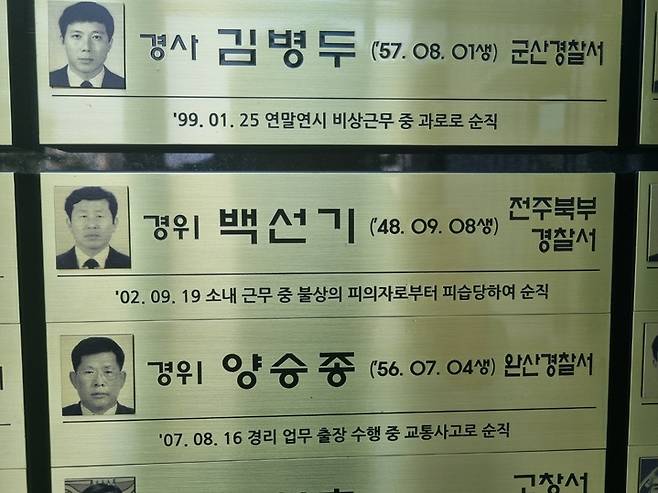 경사 김병두 ('57. 08. 01생) 군산경찰서
'99. 01. 25 연말연시 비상근무 중 과로로 순직
경위 백선기 ('48. 09. 08생) 전주북부
경찰서
'02. 09. 19 소내 근무 중 불상의 피의자로부터 피습당하여 순직
경위 양승종 ('56. 07. 04생) 완산경찰서
'07. 08. 16 경리 업무 출장 수행 중 교통사고로 순직
고창서